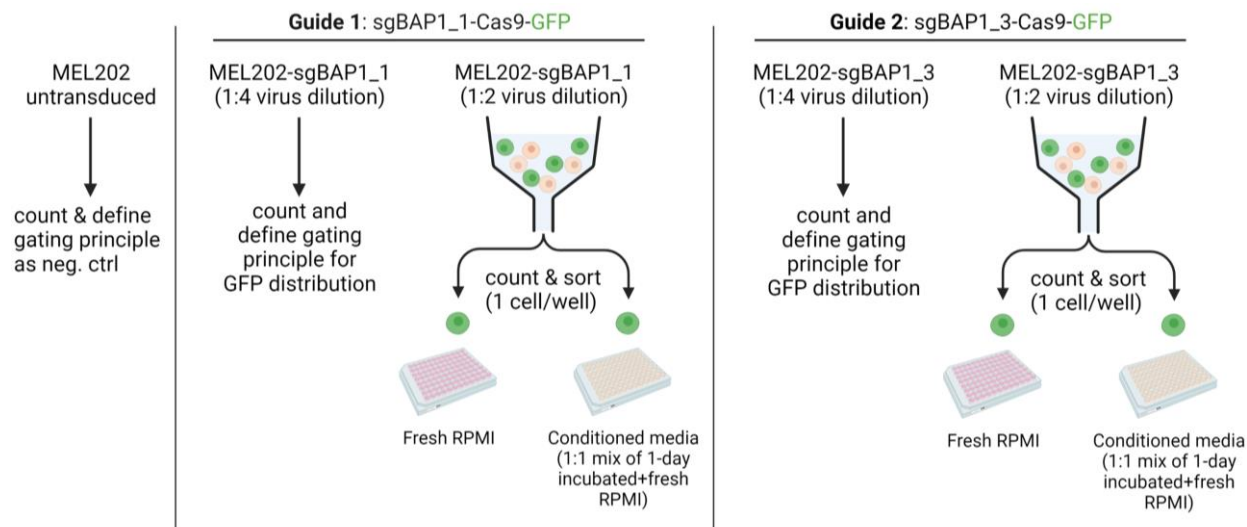 MEL202
untransduced
count & define
gating principle
as neg. ctrl
Guide 1: sgBAP1_1-Cas9-GFP
MEL202-sgBAP1_1
(1:4 virus dilution)
count and
define gating
principle for
GFP distribution
MEL202-sgBAP1_1
(1:2 virus dilution)
count & sort
(1 cell/well)
Fresh RPMI
Conditioned media
(1:1 mix of 1-day
incubated+fresh
RPMI)
Guide 2: sgBAP1_3-Cas9-GFP
MEL202-sgBAP1_3
(1:4 virus dilution)
count and
define gating
principle for
GFP distribution
MEL202-sgBAP1_3
(1:2 virus dilution)
count & sort
(1 cell/well)
Fresh RPMI
Conditioned media
(1:1 mix of 1-day
incubated+fresh
RPMI)